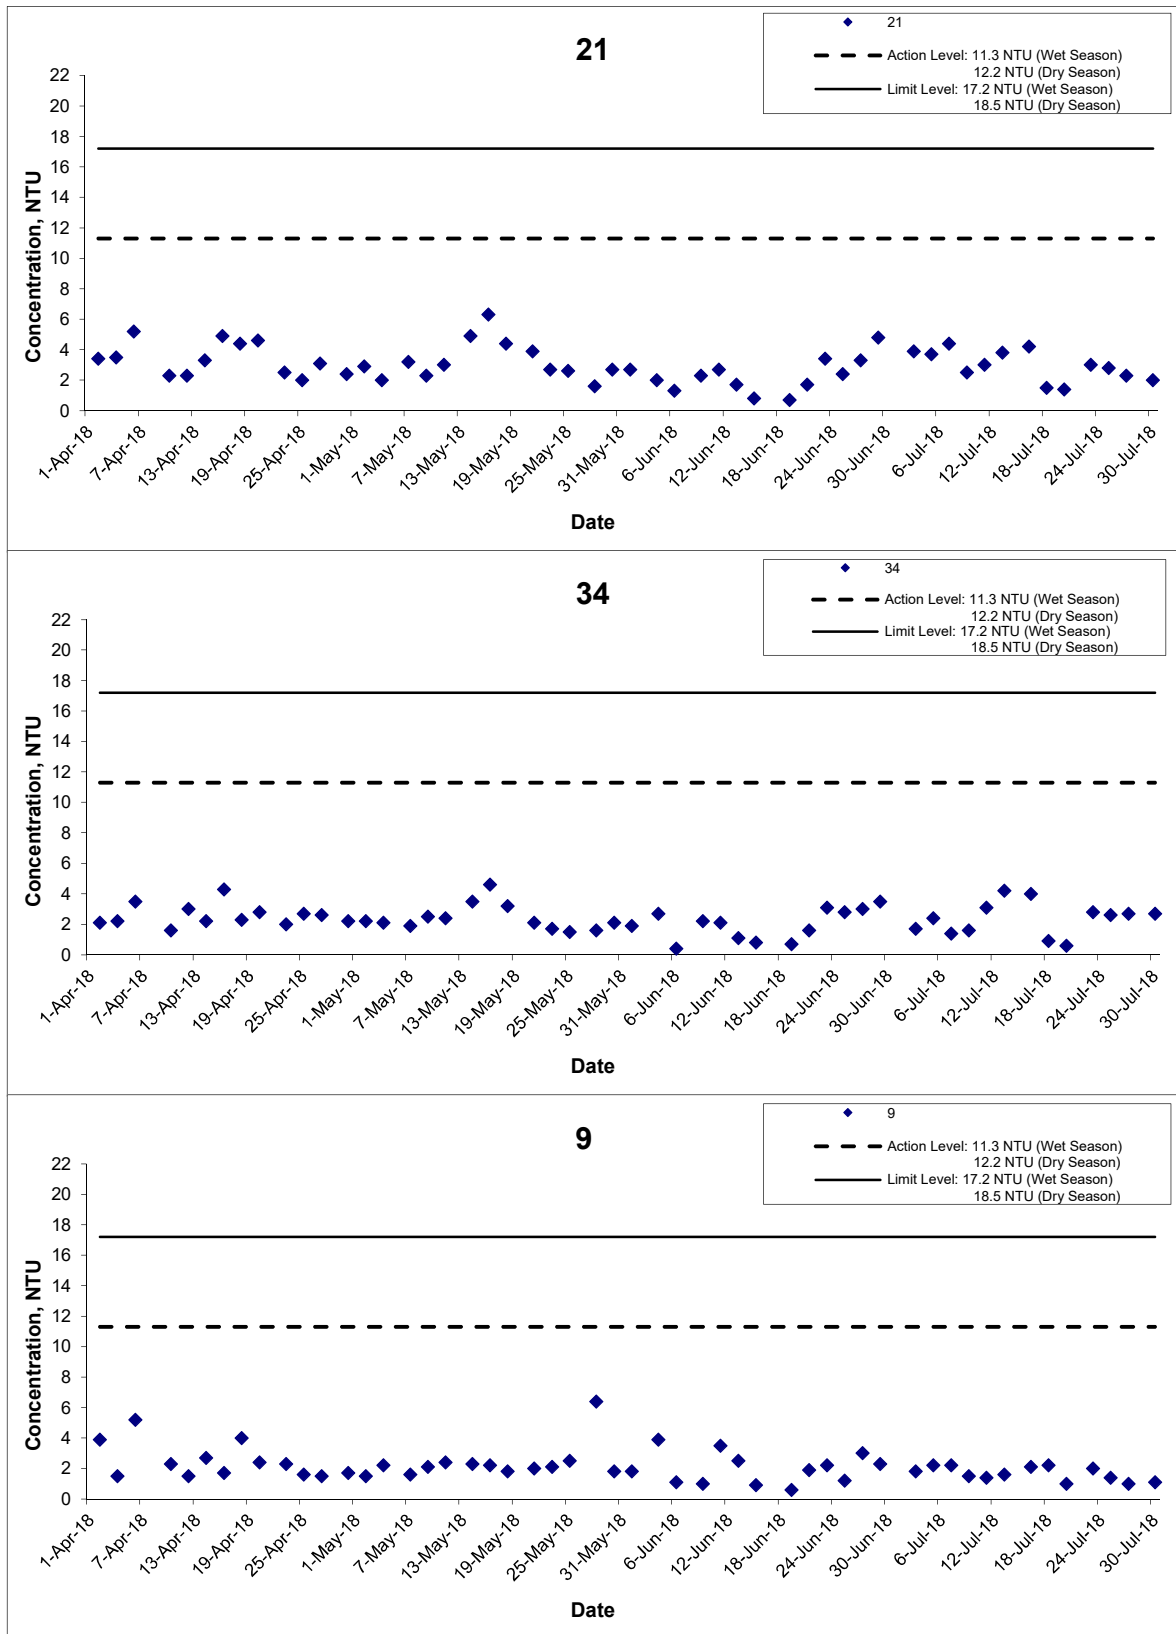 21
21
Action Level: 11.3 NTU (Wet Season)
12.2 NTU (Dry Season)
Limit Level: 17.2 NTU (Wet Season)
18.5 NTU (Dry Season)
22
20
18
16
14
12
10
8
6
4
2
0
Concentration, NTU
1-Apr-18
7-Apr-18
13-Apr-18
19-Apr-18
25-Apr-18
1-May-18
7-May-18
13-May-18
19-May-18
25-May-18
31-May-18
6-Jun-18
12-Jun-18
18-Jun-18
24-Jun-18
30-Jun-18
6-Jul-18
12-Jul-18
18-Jul-18
24-Jul-18
30-Jul-18
Date
34
34
Action Level: 11.3 NTU (Wet Season)
12.2 NTU (Dry Season)
Limit Level: 17.2 NTU (Wet Season)
18.5 NTU (Dry Season)
22
20
18
16
14
12
10
8
6
4
2
0
Concentration, NTU
1-Apr-18
7-Apr-18
13-Apr-18
19-Apr-18
25-Apr-18
1-May-18
7-May-18
13-May-18
19-May-18
25-May-18
31-May-18
6-Jun-18
12-Jun-18
18-Jun-18
24-Jun-18
30-Jun-18
6-Jul-18
12-Jul-18
18-Jul-18
24-Jul-18
30-Jul-18
Date
9
9
Action Level: 11.3 NTU (Wet Season)
12.2 NTU (Dry Season)
Limit Level: 17.2 NTU (Wet Season)
18.5 NTU (Dry Season)
22
20
18
16
14
12
10
8
6
4
2
0
Concentration, NTU
1-Apr-18
7-Apr-18
13-Apr-18
19-Apr-18
25-Apr-18
1-May-18
7-May-18
13-May-18
19-May-18
25-May-18
31-May-18
6-Jun-18
12-Jun-18
18-Jun-18
24-Jun-18
30-Jun-18
6-Jul-18
12-Jul-18
18-Jul-18
24-Jul-18
30-Jul-18
Date